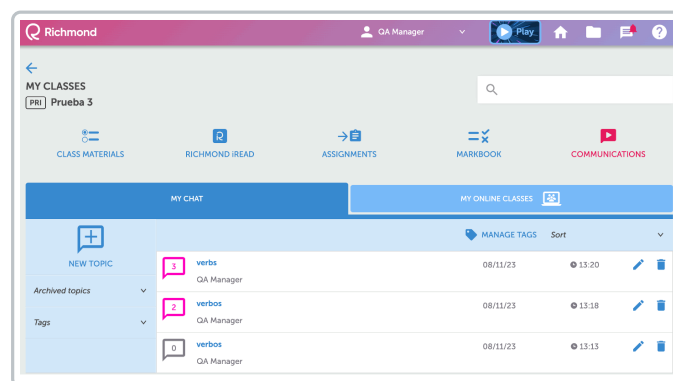 Richmond
QA Manager
Play
MY CLASSES
PRI Prueba 3
CLASS MATERIALS
RICHMOND iREAD
ASSIGNMENTS
MARKBOOK
COMMUNICATIONS
MY CHAT
MY ONLINE CLASSES
NEW TOPIC
Archived topics
Tags
MANAGE TAGS Sort
3 verbs 08/11/23 13:20
QA Manager
2 verbos 08/11/23 13:18
QA Manager
0 verbos 08/11/23 13:13
QA Manager